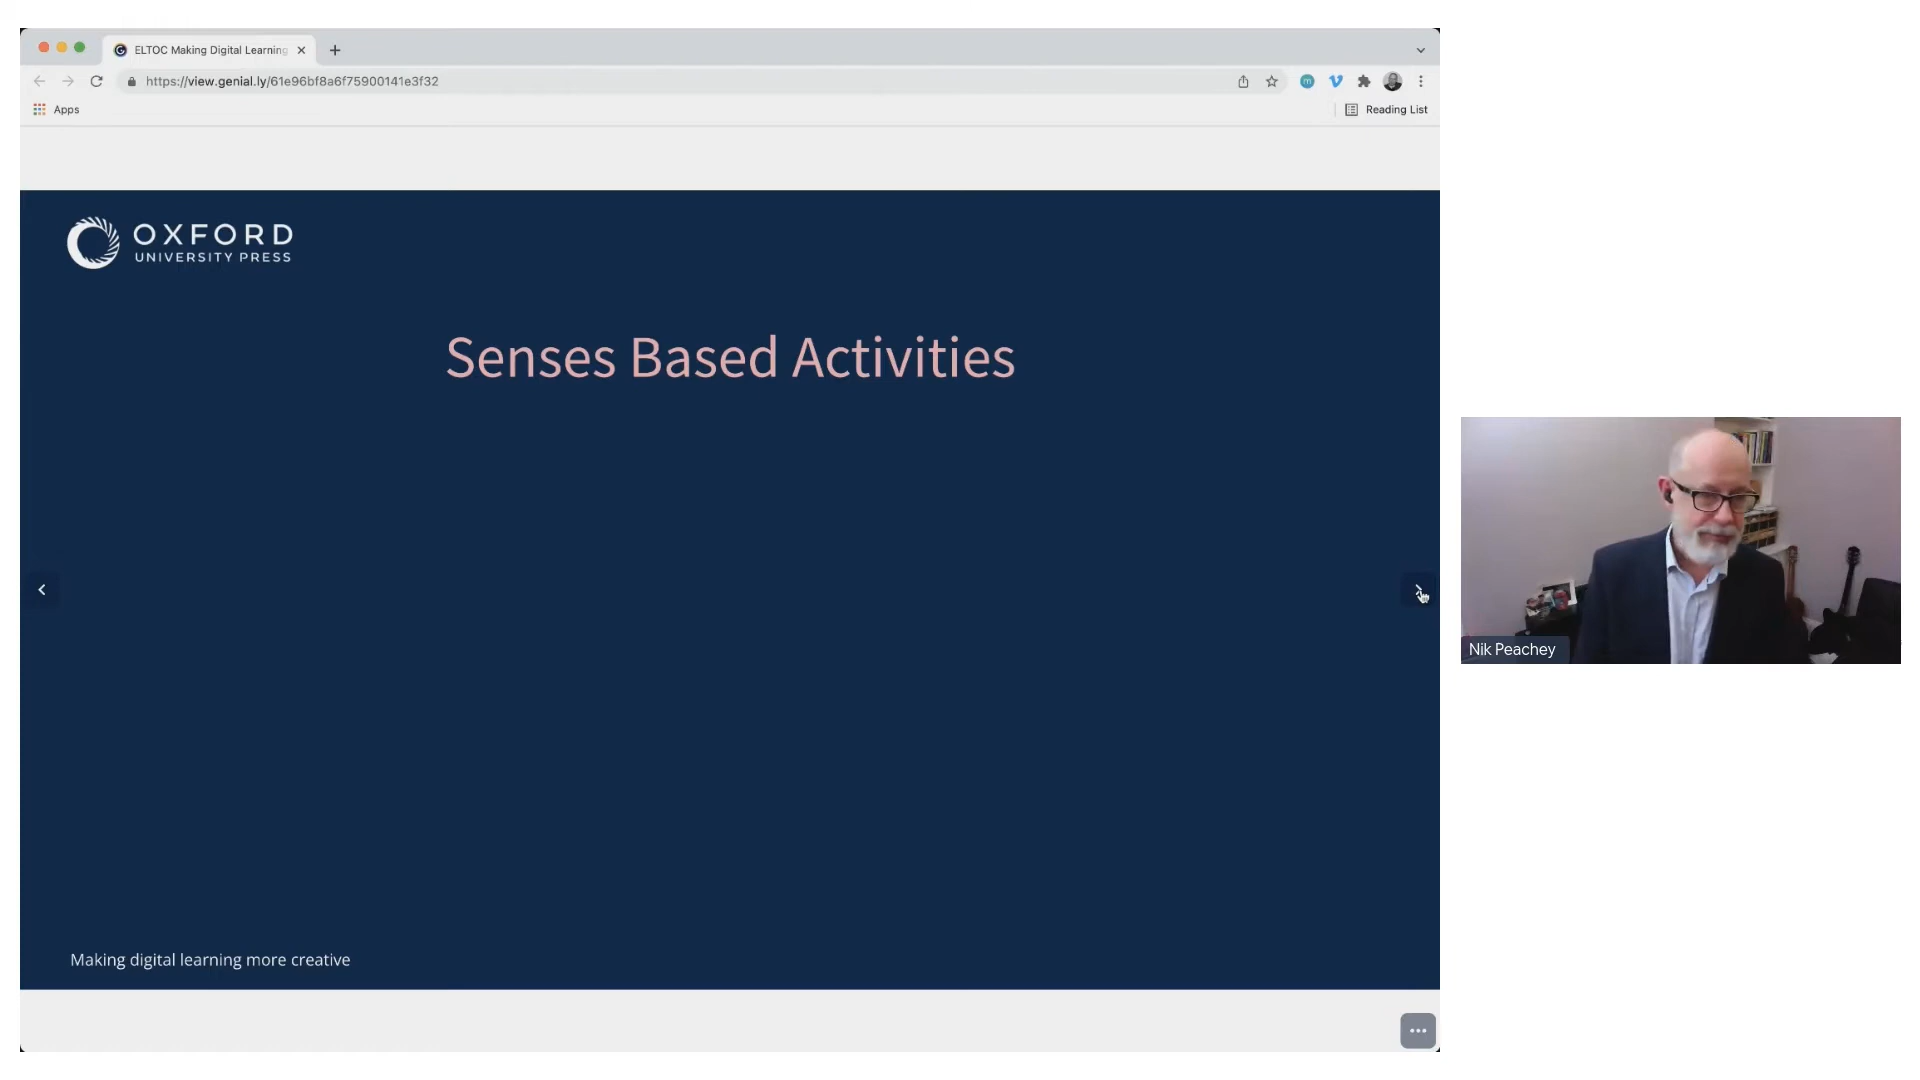 ELTOC Making Digital Learning
https://view.genial.ly/61e96bf8a6f75900141e3f32
Apps
Reading List
OXFORD
UNIVERSITY PRESS
Senses Based Activities
Making digital learning more creative
Nik Peachey